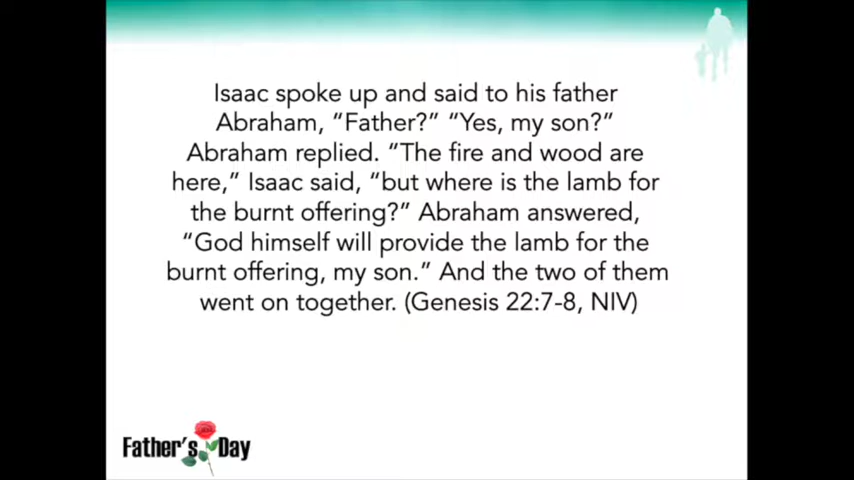 Isaac spoke up and said to his father
Abraham, “Father?” “Yes, my son?”
Abraham replied. “The fire and wood are
here,” Isaac said, “but where is the lamb for
the burnt offering?” Abraham answered,
“God himself will provide the lamb for the
burnt offering, my son.” And the two of them
went on together. (Genesis 22:7-8, NIV)
Father's Day